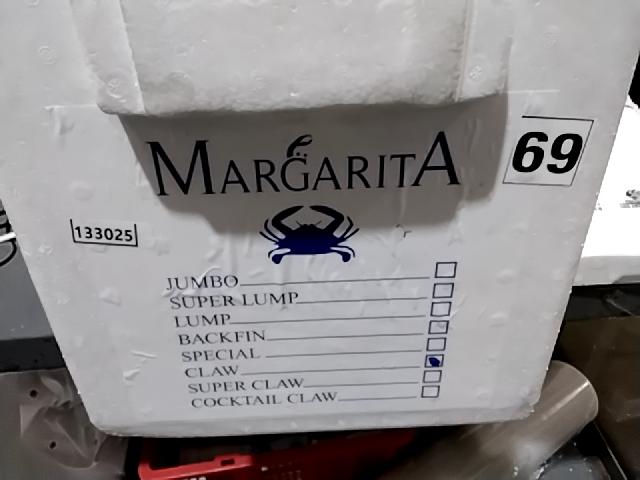 MARGARITA
69
133025
JUMBO
SUPER LUMP
LUMP
BACKFIN
SPECIAL
CLAW
SUPER CLAW
COCKTAIL CLAW